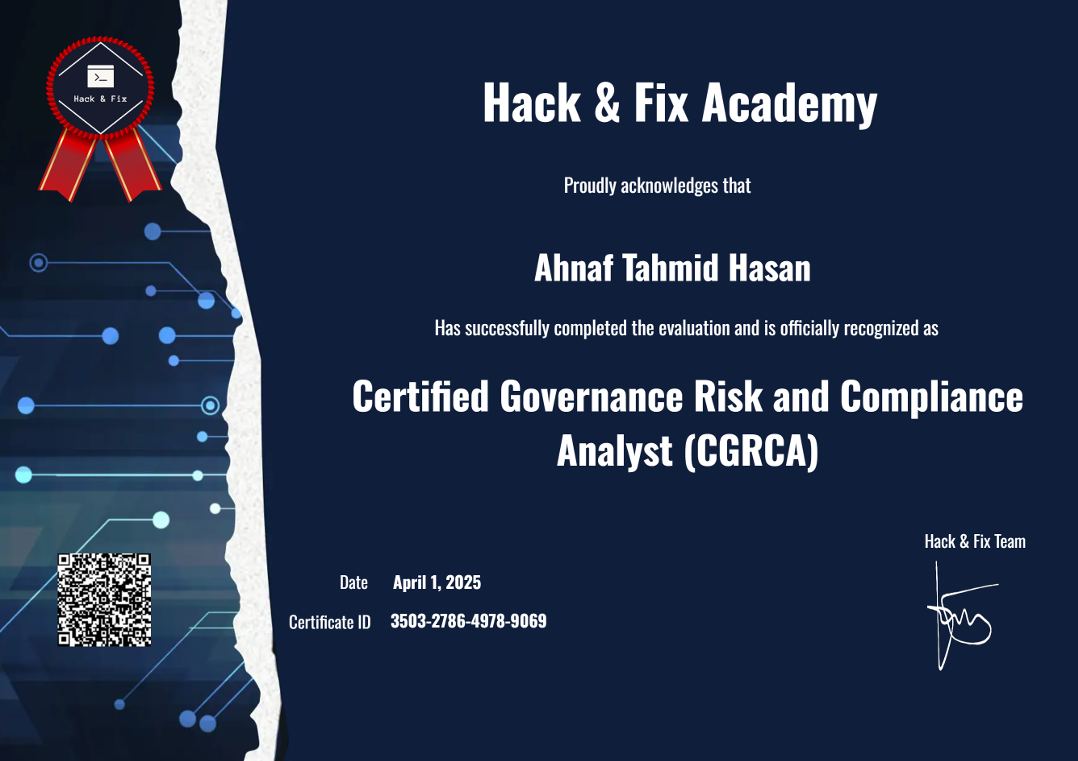 >_
Hack & Fix
Hack & Fix Academy
Proudly acknowledges that
Ahnaf Tahmid Hasan
Has successfully completed the evaluation and is officially recognized as
Certified Governance Risk and Compliance
Analyst (CGRCA)
Hack & Fix Team
Date April 1, 2025
Certificate ID 3503-2786-4978-9069